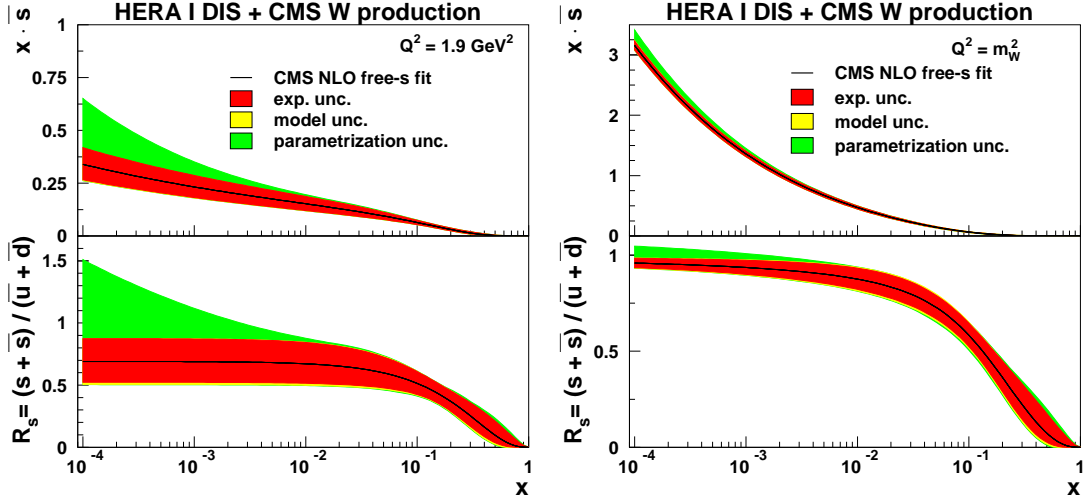 HERA I DIS + CMS W production
x · s̅
1
0.75
0.5
0.25
0
Q² = 1.9 GeV²
CMS NLO free-s fit
exp. unc.
model unc.
parametrization unc.
Rₛ= (s + s̅) / (u̅ + d̅)
1.5
1
0.5
0
10⁻⁴ 10⁻³ 10⁻² 10⁻¹ 1
x
HERA I DIS + CMS W production
x · s̅
3
2
1
0
Q² = m_W²
CMS NLO free-s fit
exp. unc.
model unc.
parametrization unc.
Rₛ= (s + s̅) / (u̅ + d̅)
1
0.5
0
10⁻⁴ 10⁻³ 10⁻² 10⁻¹ 1
x